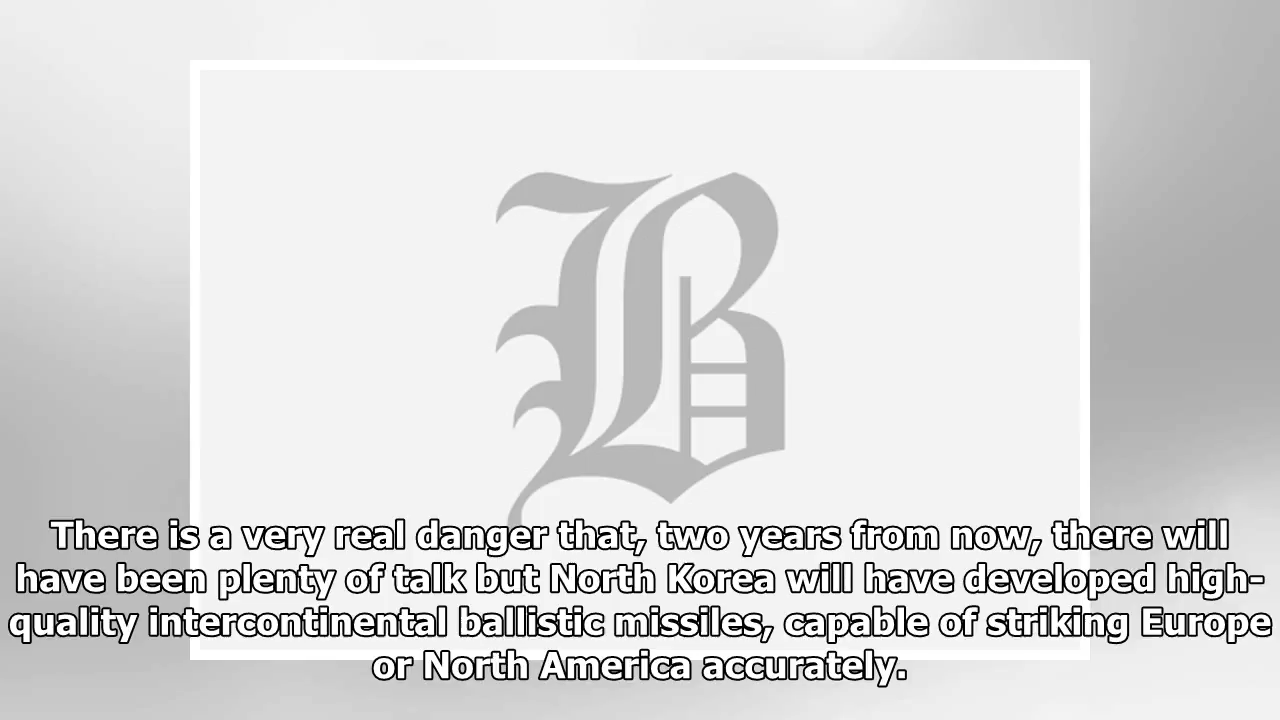 B
There is a very real danger that, two years from now, there will
have been plenty of talk but North Korea will have developed high-
quality intercontinental ballistic missiles, capable of striking Europe
or North America accurately.